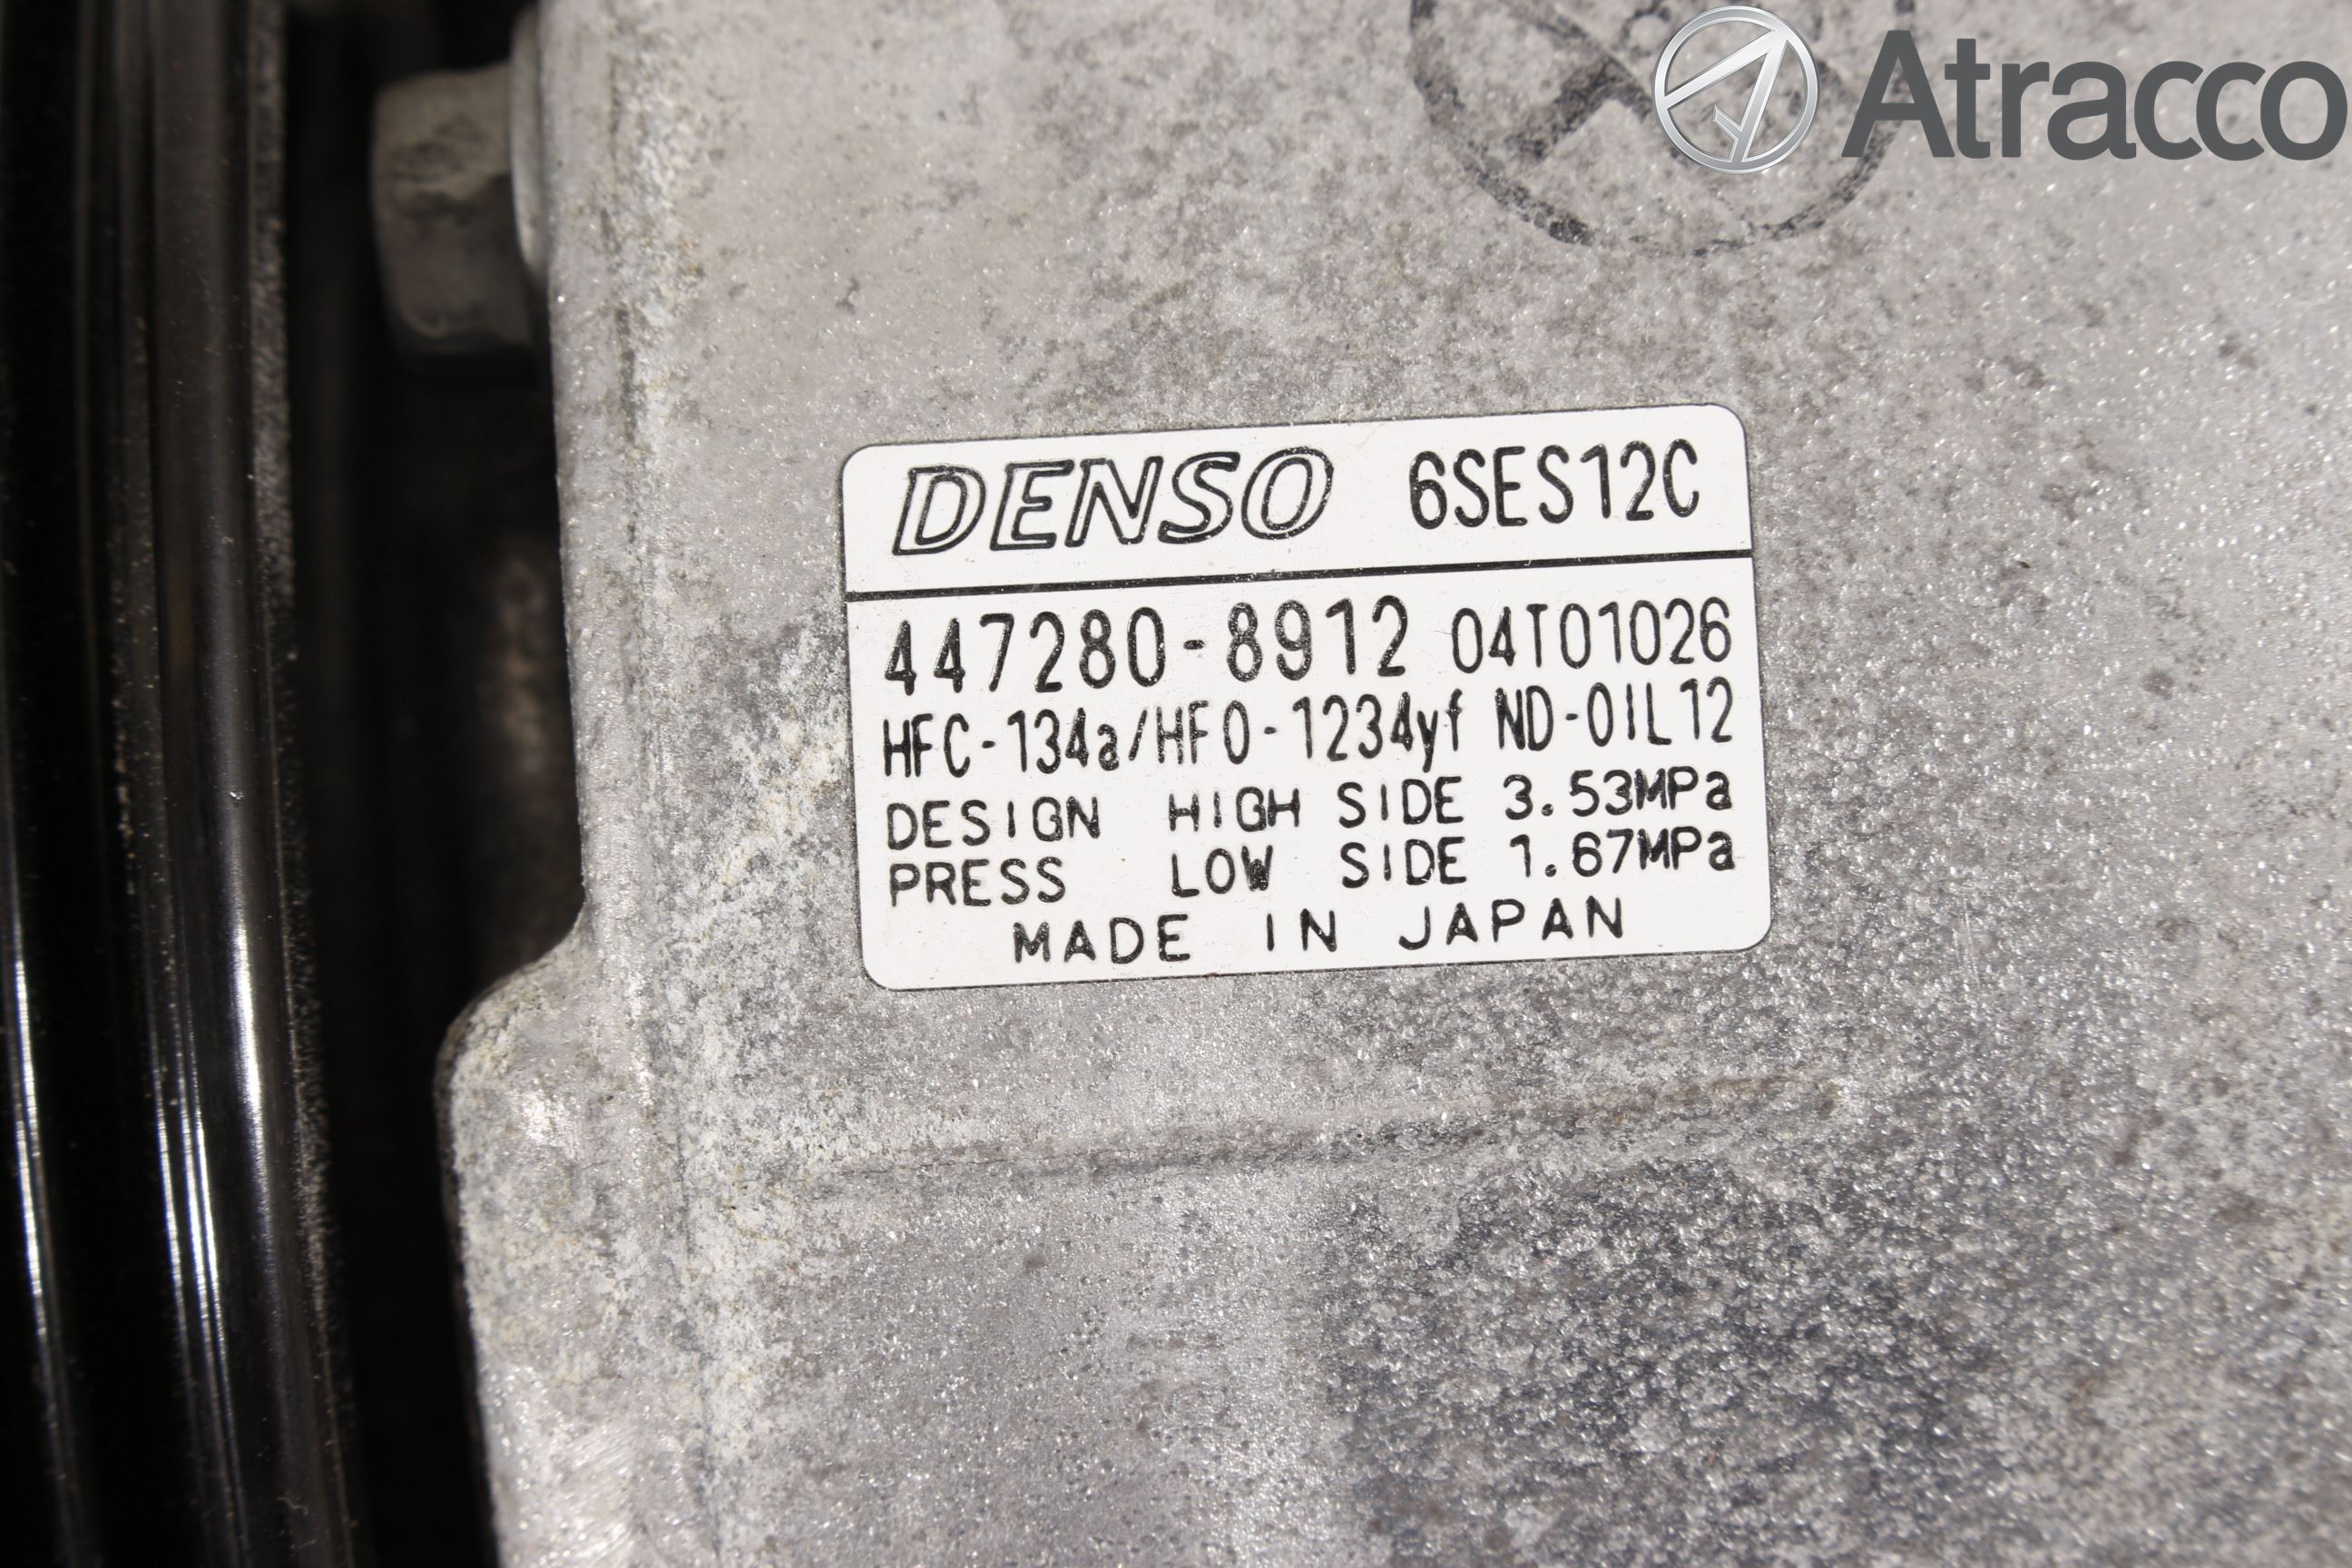 Atracco
DENSO 6SES12C
447280-8912 04T01026
HFC-134a/HFO-1234yf ND-OIL12
DESIGN HIGH SIDE 3.53MPa
PRESS LOW SIDE 1.67MPa
MADE IN JAPAN